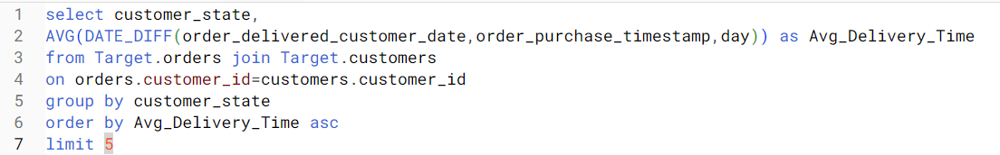 1 select customer_state,
2 AVG(DATE_DIFF(order_delivered_customer_date,order_purchase_timestamp,day)) as Avg_Delivery_Time
3 from Target.orders join Target.customers
4 on orders.customer_id=customers.customer_id
5 group by customer_state
6 order by Avg_Delivery_Time asc
7 limit 5